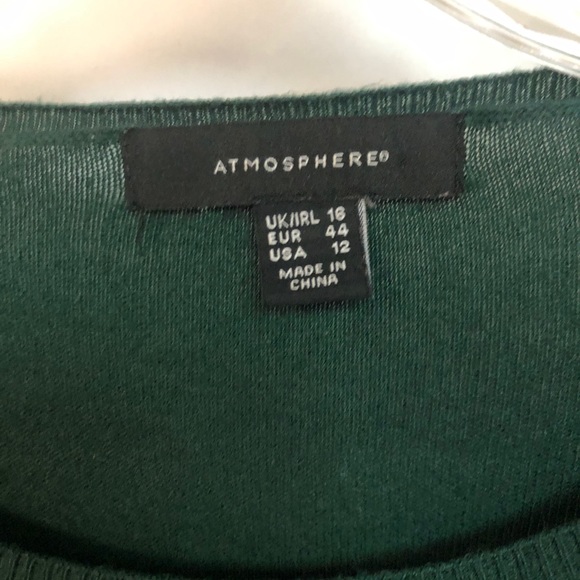 ATMOSPHERE®
UK/IRL 16
EUR 44
USA 12
MADE IN
CHINA